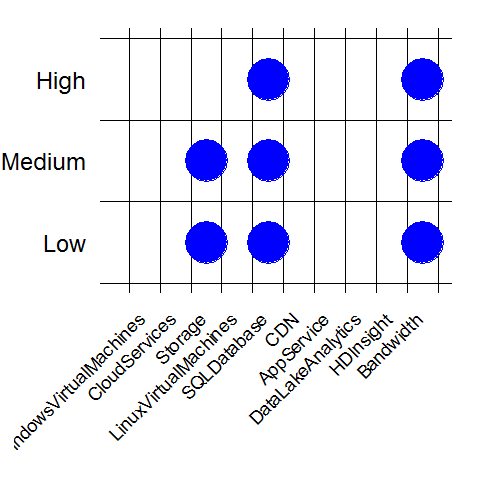 High
Medium
Low
ndowsVirtualMachines
CloudServices
Storage
LinuxVirtualMachines
SQLDatabase
CDN
AppService
DataLakeAnalytics
HDInsight
Bandwidth